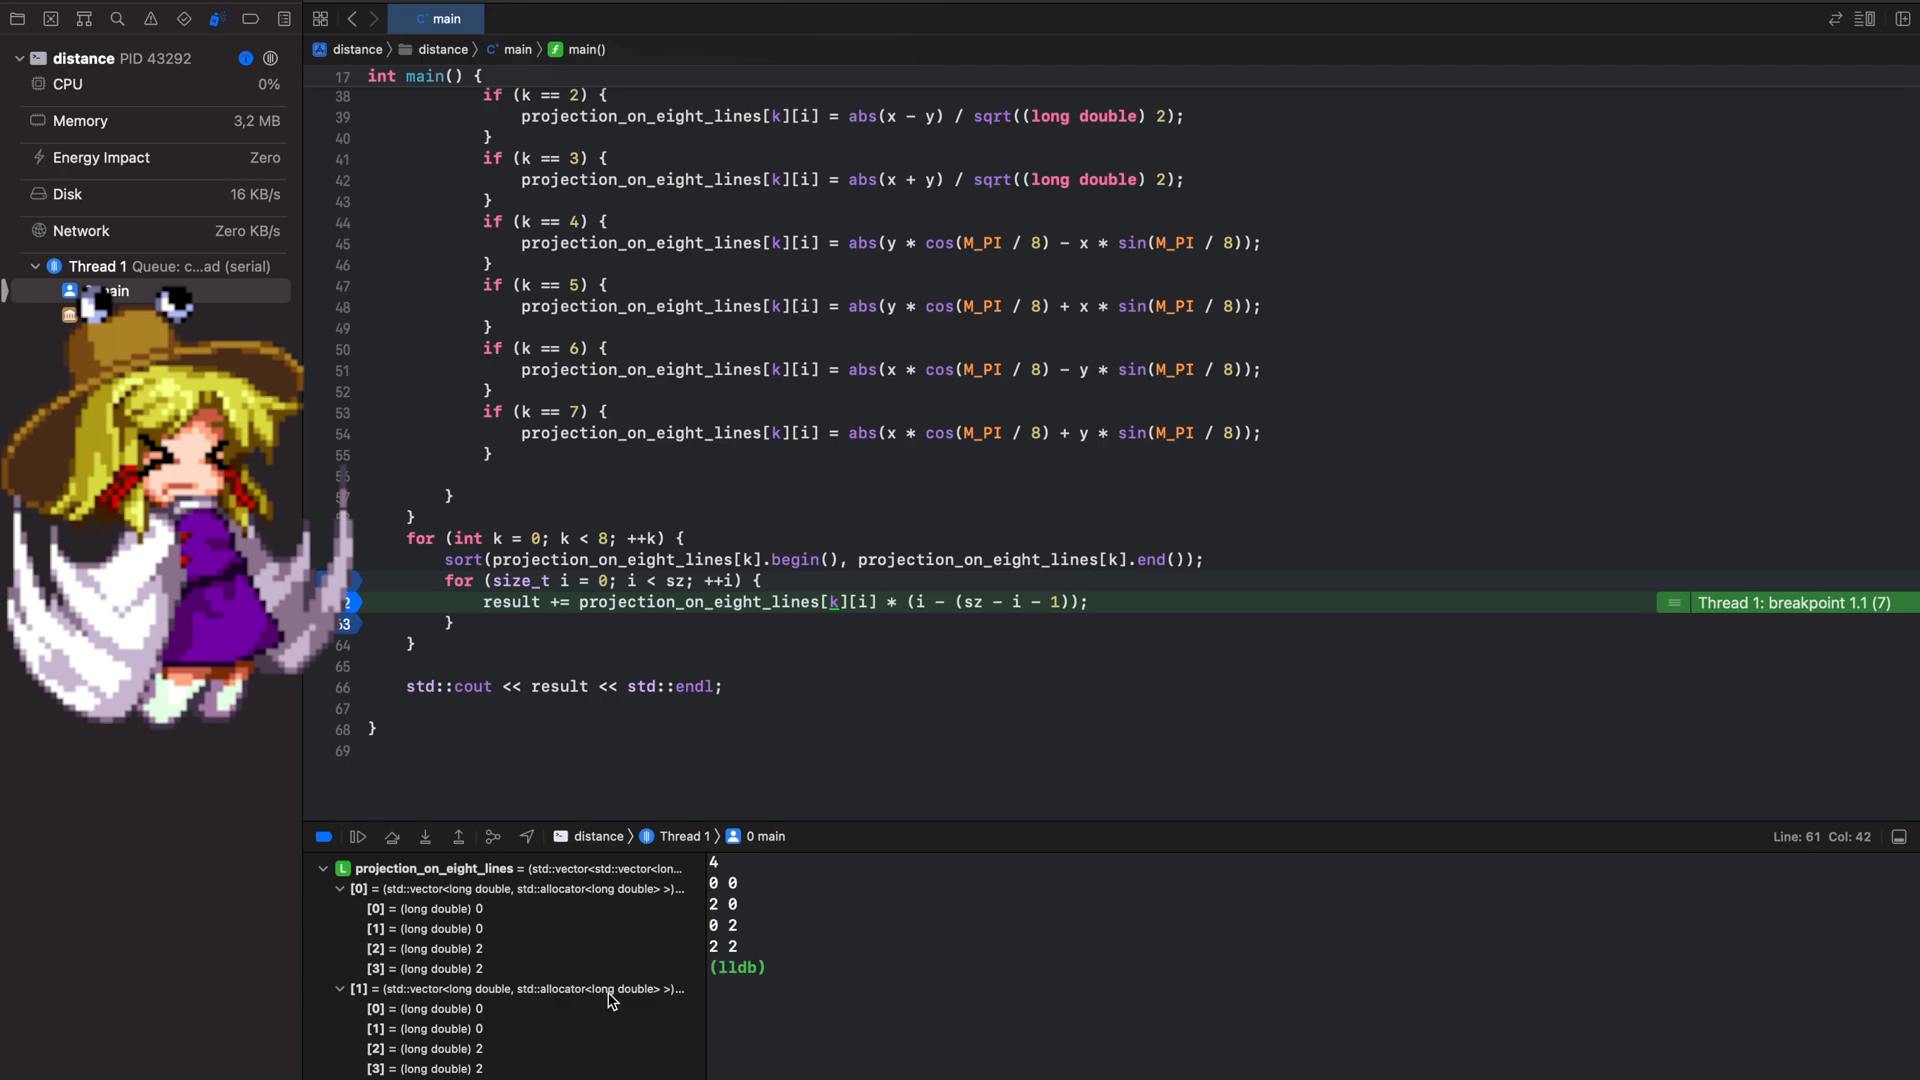 main
distance PID 43292
distance
distance
main
main()
CPU 0%
Memory 3,2 MB
Energy Impact Zero
Disk 16 KB/s
Network Zero KB/s
Thread 1 Queue: c...ad (serial)
17 int main() {
38 if (k == 2) {
39 projection_on_eight_lines[k][i] = abs(x - y) / sqrt((long double) 2);
40 }
41 if (k == 3) {
42 projection_on_eight_lines[k][i] = abs(x + y) / sqrt((long double) 2);
43 }
44 if (k == 4) {
45 projection_on_eight_lines[k][i] = abs(y * cos(M_PI / 8) - x * sin(M_PI / 8));
46 }
47 if (k == 5) {
48 projection_on_eight_lines[k][i] = abs(y * cos(M_PI / 8) + x * sin(M_PI / 8));
49 }
50 if (k == 6) {
51 projection_on_eight_lines[k][i] = abs(x * cos(M_PI / 8) - y * sin(M_PI / 8));
52 }
53 if (k == 7) {
54 projection_on_eight_lines[k][i] = abs(x * cos(M_PI / 8) + y * sin(M_PI / 8));
55 }
}
}
for (int k = 0; k < 8; ++k) {
sort(projection_on_eight_lines[k].begin(), projection_on_eight_lines[k].end());
for (size_t i = 0; i < sz; ++i) {
result += projection_on_eight_lines[k][i] * (i - (sz - i - 1));
Thread 1: breakpoint 1.1 (7)
63 }
64 }
65
66 std::cout << result << std::endl;
67
68 }
69
distance
Thread 1
0 main
Line: 61 Col: 42
L projection_on_eight_lines = (std::vector<std::vector<lon...
[0] = (std::vector<long double, std::allocator<long double> >)...
[0] = (long double) 0
[1] = (long double) 0
[2] = (long double) 2
[3] = (long double) 2
[1] = (std::vector<long double, std::allocator<long double> >)...
[0] = (long double) 0
[1] = (long double) 0
[2] = (long double) 2
[3] = (long double) 2
4
0 0
2 0
0 2
2 2
(lldb)